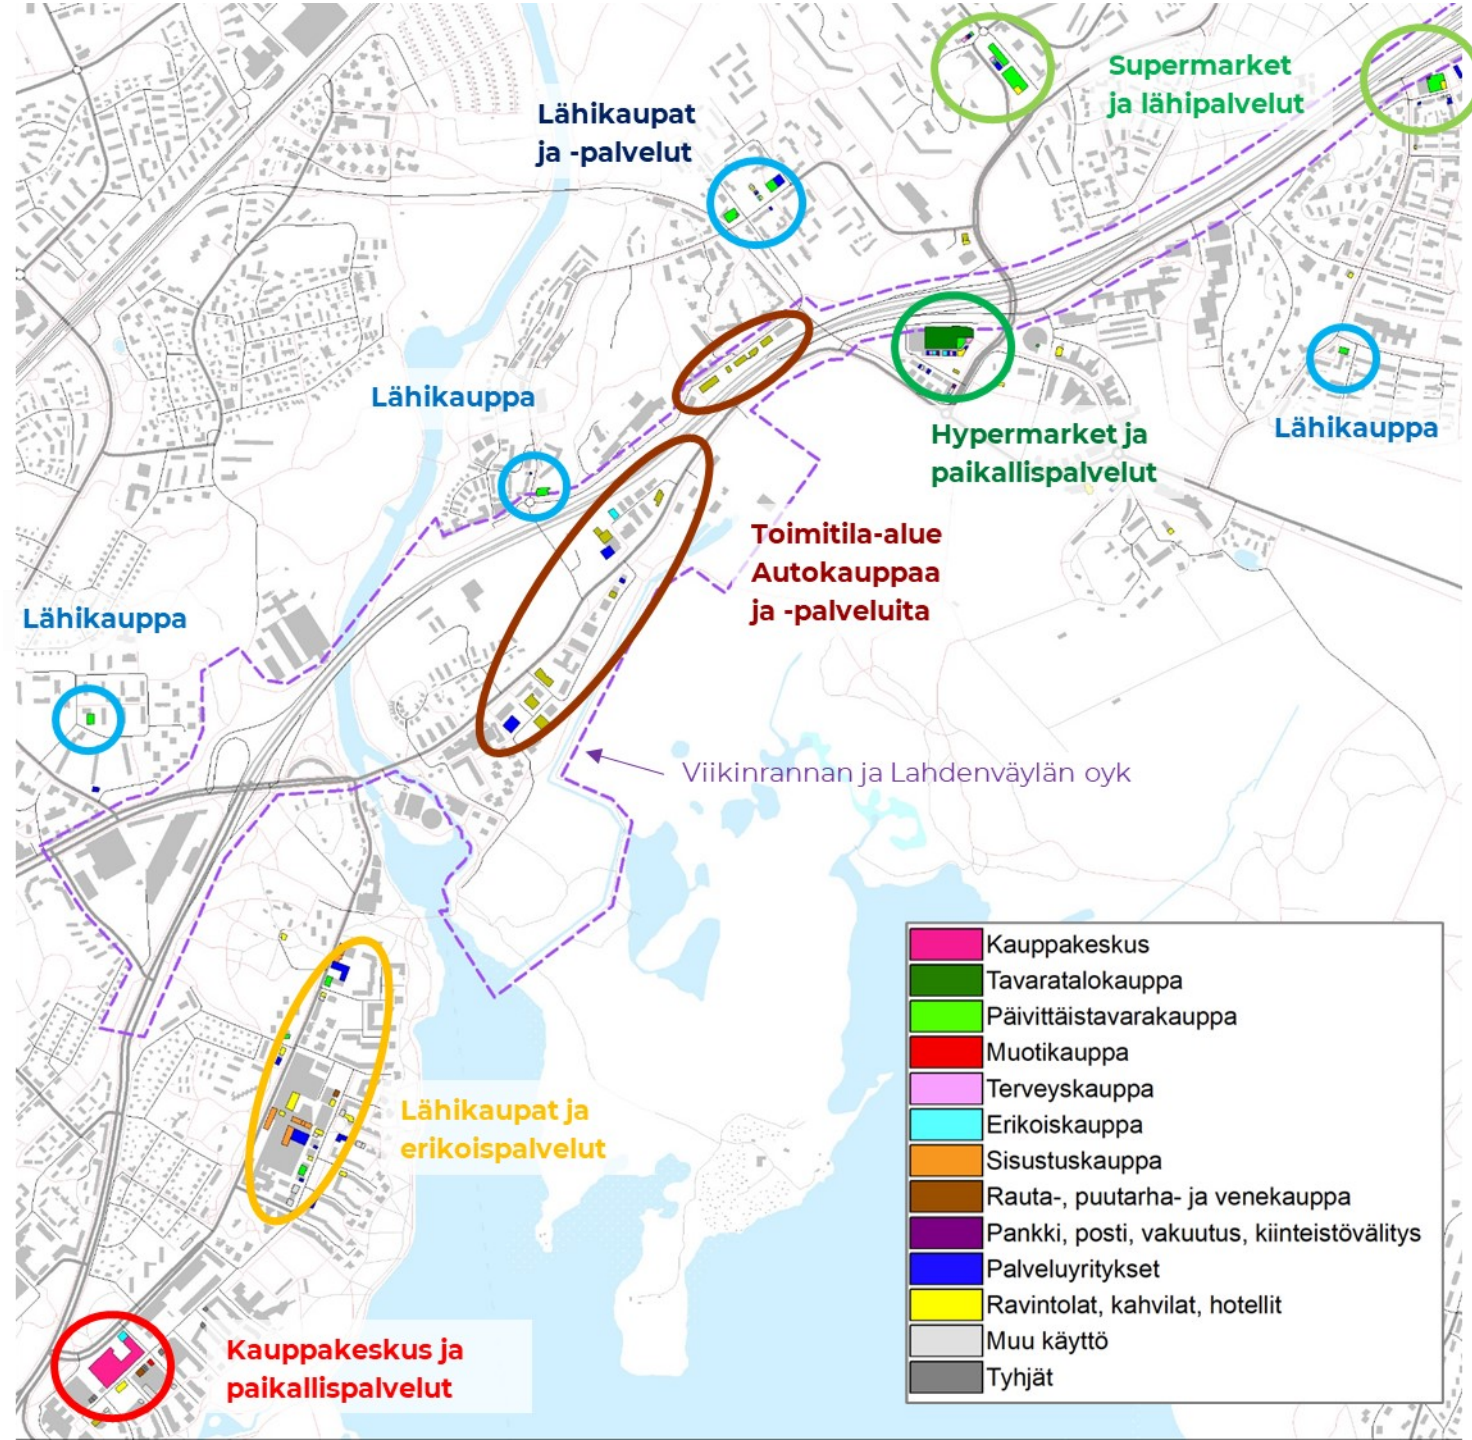 Supermarket
ja lähipalvelut
Lähikaupat
ja -palvelut
Lähikauppa
Lähikauppa
Hypermarket ja
paikallispalvelut
Toimitila-alue
Autokauppaa
ja -palveluita
Lähikauppa
Viikinrannan ja Lahdenväylän oyk
Lähikaupat ja
erikoispalvelut
Kauppakeskus ja
paikallispalvelut
Kauppakeskus
Tavaratalokauppa
Päivittäistavarakauppa
Muotikauppa
Terveyskauppa
Erikoiskauppa
Sisustuskauppa
Rauta-, puutarha- ja venekauppa
Pankki, posti, vakuutus, kiinteistövälitys
Palveluyritykset
Ravintolat, kahvilat, hotellit
Muu käyttö
Tyhjät